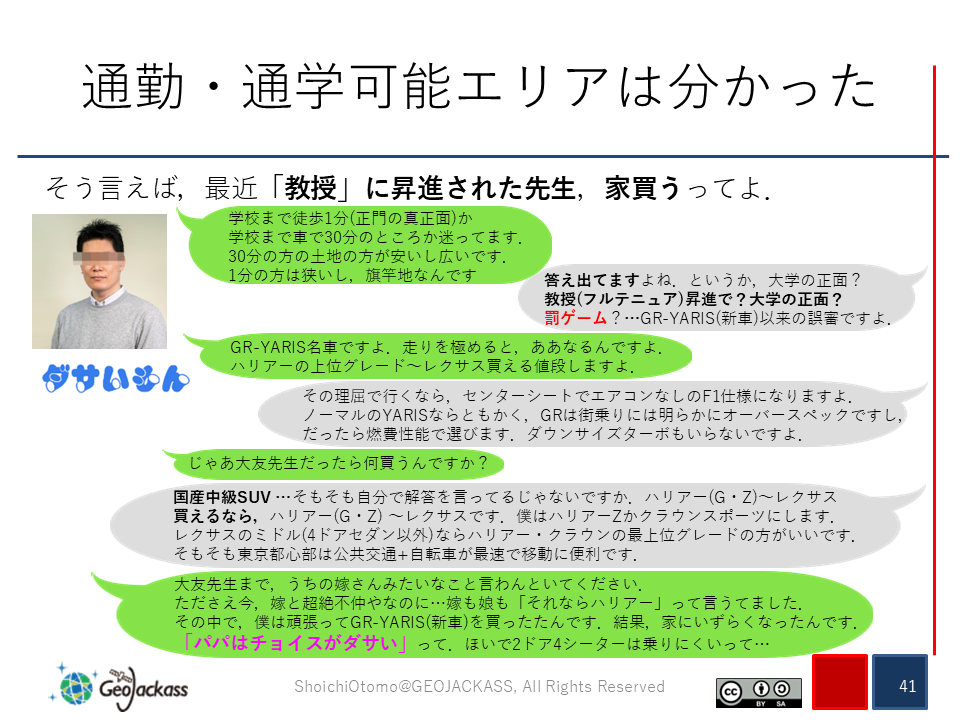 通勤・通学可能エリアは分かった
そう言えば，最近「教授」に昇進された先生，家買うってよ．
学校まで徒歩1分(正門の真正面)か
学校まで車で30分のところか迷ってます．
30分の方の土地の方が安いし広いです．
1分の方は狭いし，旗竿地なんです
答え出てますよね．というか，大学の正面？
教授(フルテニュア)昇進で？大学の正面？
罰ゲーム？…GR-YARIS(新車)以来の誤審ですよ．
GR-YARIS名車ですよ．走りを極めると，ああなるんですよ．
ハリアーの上位グレード～レクサス買える値段しますよ．
ダサいもん
その理屈で行くなら，センターシートでエアコンなしのF1仕様になりますよ．
ノーマルのYARISならともかく，GRは街乗りには明らかにオーバースペックですし，
だったら燃費性能で選びます．ダウンサイズターボもいらないですよ．
じゃあ大友先生だったら何買うんですか？
国産中級SUV …そもそも自分で解答を言ってるじゃないですか．ハリアー(G・Z)～レクサス
買えるなら，ハリアー(G・Z) ～レクサスです．僕はハリアーZかクラウンスポーツにします．
レクサスのミドル(4ドアセダン以外)ならハリアー・クラウンの最上位グレードの方がいいです．
そもそも東京都心部は公共交通+自転車が最速で移動に便利です．
大友先生まで，うちの嫁さんみたいなこと言わんといてください．
たださえ今，嫁と超絶不仲やなのに…嫁も娘も「それならハリアー」って言うてました．
その中で，僕は頑張ってGR-YARIS(新車)を買ったたんです．結果，家にいずらくなったんです．
「パパはチョイスがダサい」って．ほいで2ドア4シーターは乗りにくいって…
GeoJackass
ShoichiOtomo@GEOJACKASS, All Rights Reserved
cc BY SA
41